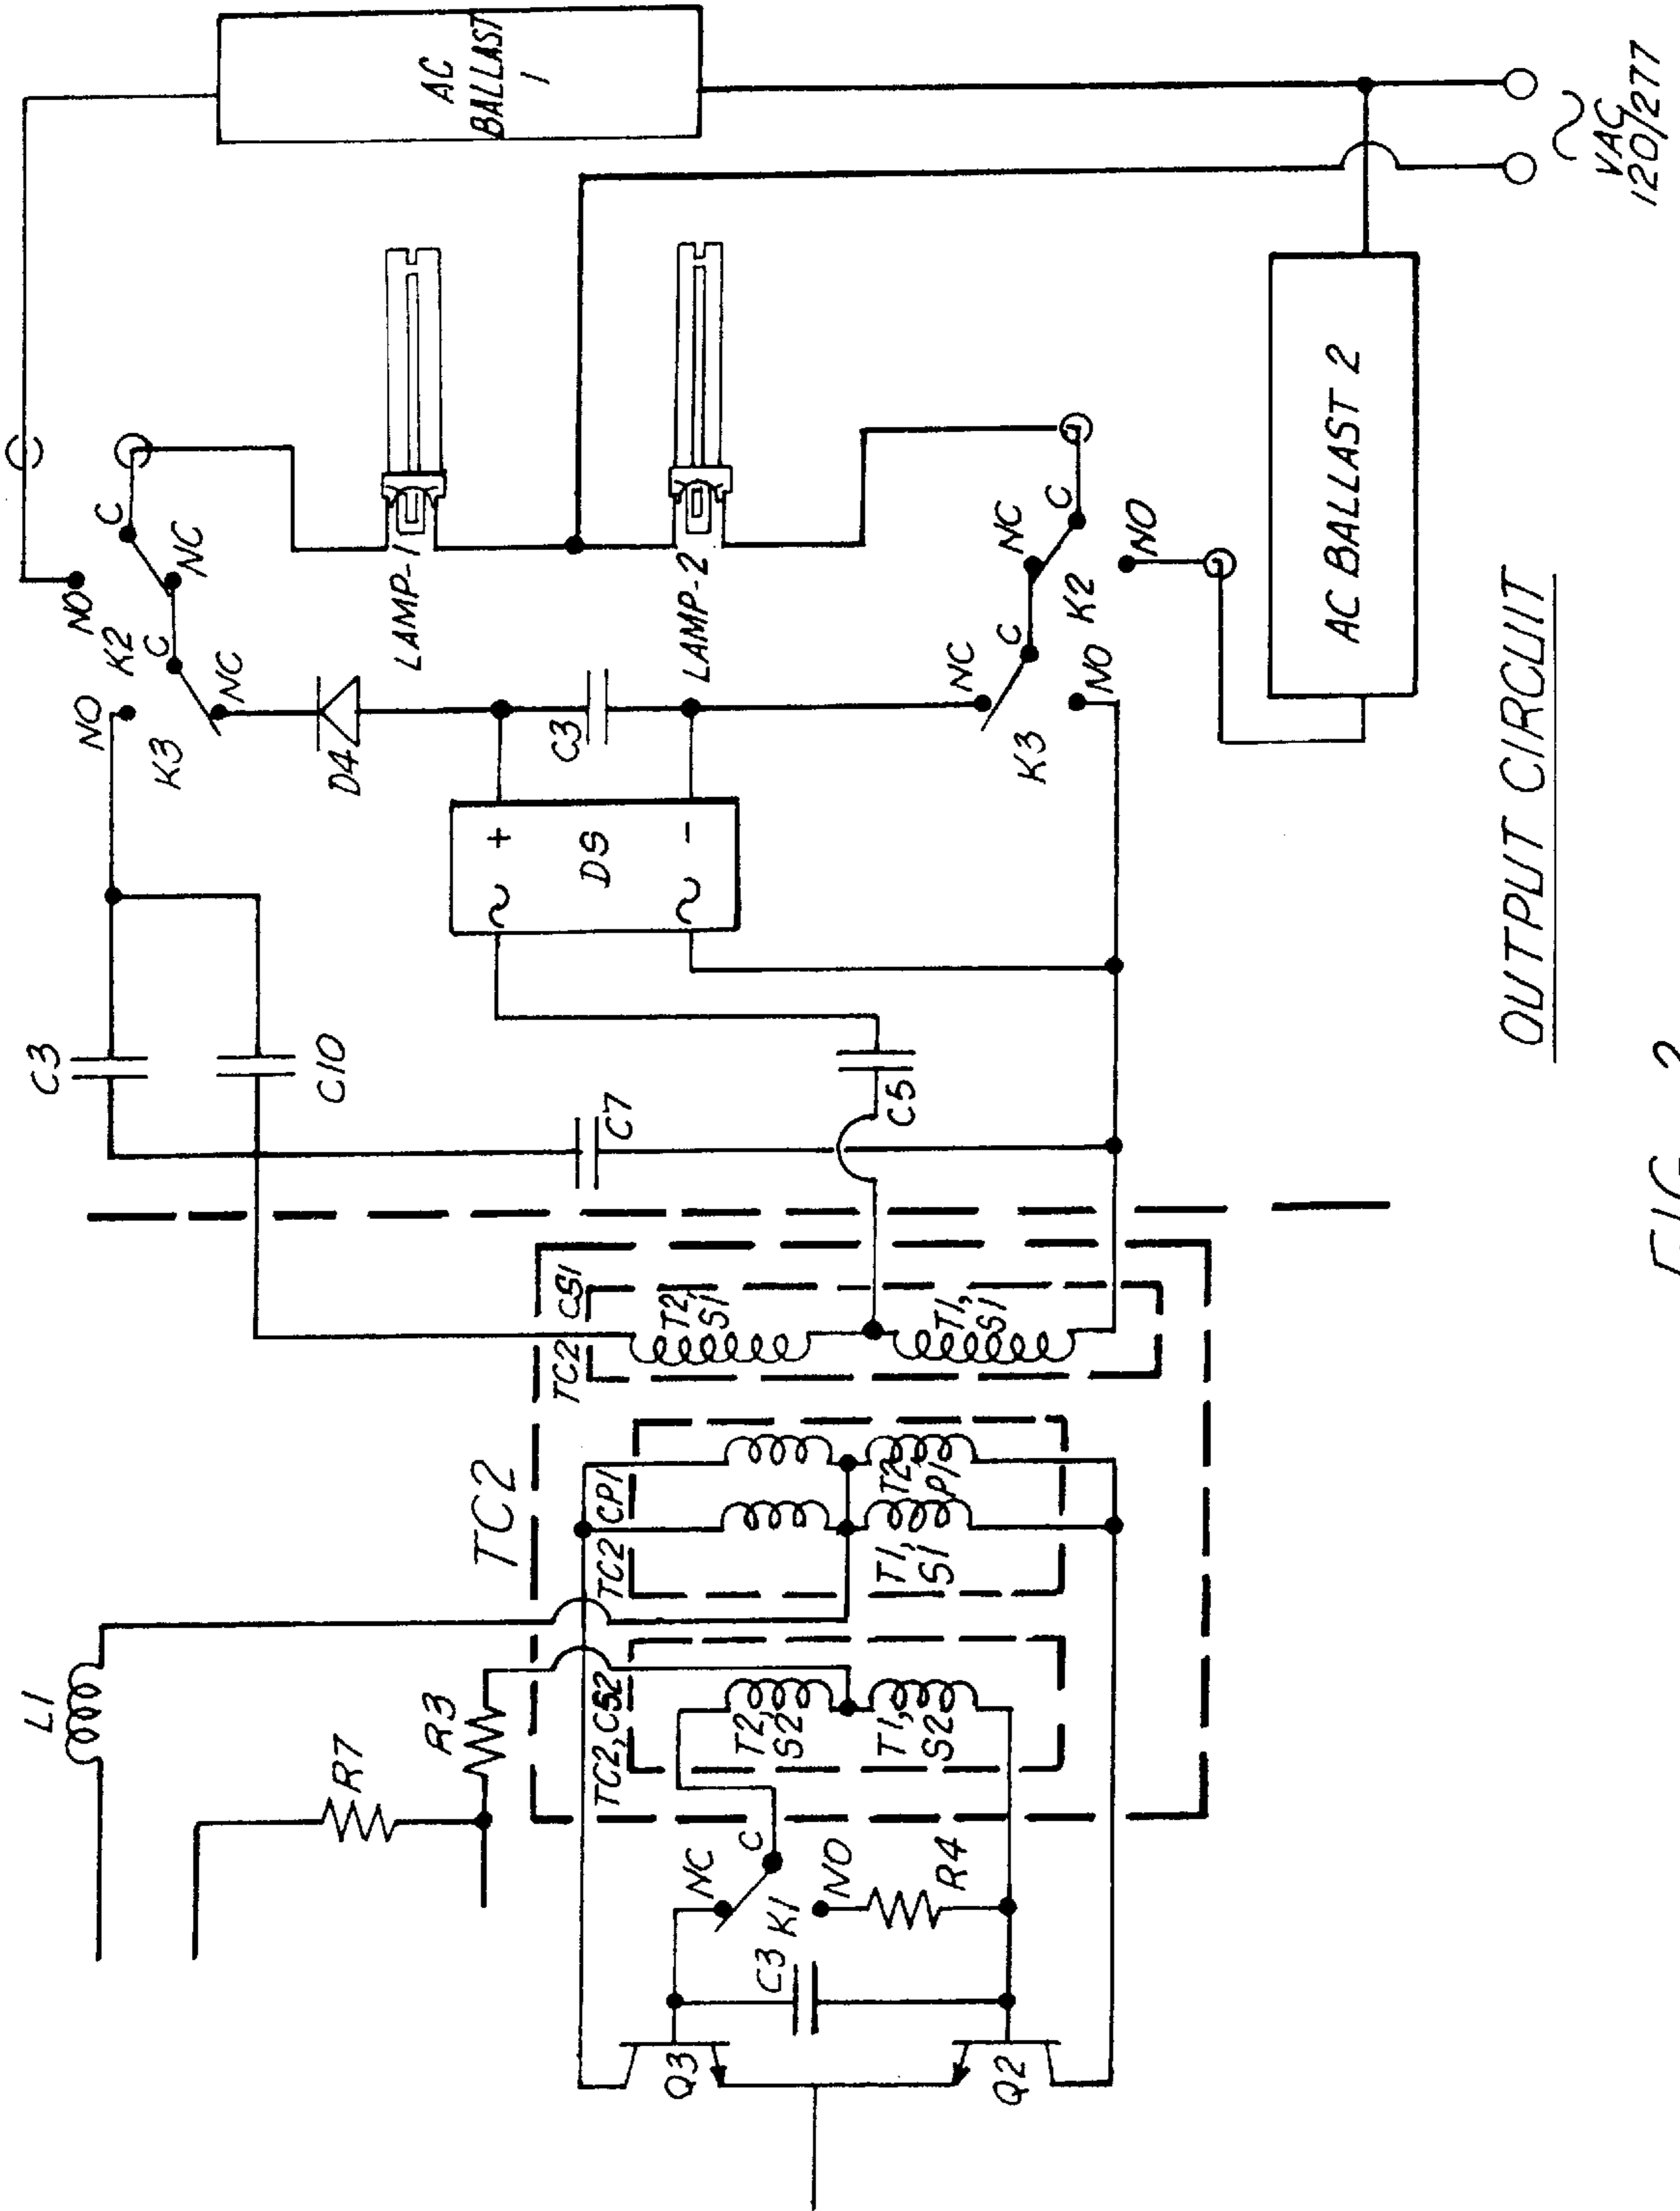 AC
BALLAST
1
NO
C
NC
K2
NO
C
NC
K3
D4
LAMP-1
C3
LAMP-2
NC
C
NC
C
K2
NO
NO
K3
AC BALLAST 2
VAC
120/277
C3
C10
+
DS
-
C7
C5
TC2 CS1
T2,
S1
T1,
S1
TC2
TC2 CP1
T2,
P1
T1,
S1
L1
R7
R3
TC2, CS2
T2,
S2
T1,
S2
NC
C
K1
NO
R4
C3
Q3
Q2
OUTPUT CIRCUIT